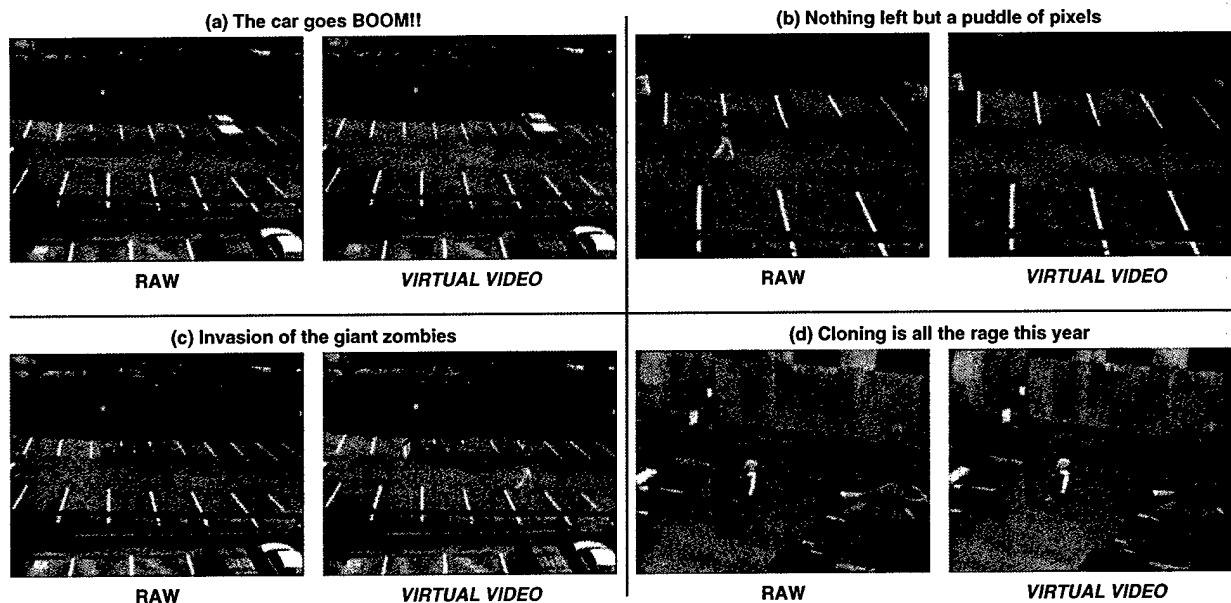 (a) The car goes BOOM!!
RAW
VIRTUAL VIDEO
(b) Nothing left but a puddle of pixels
RAW
VIRTUAL VIDEO
(c) Invasion of the giant zombies
RAW
VIRTUAL VIDEO
(d) Cloning is all the rage this year
RAW
VIRTUAL VIDEO